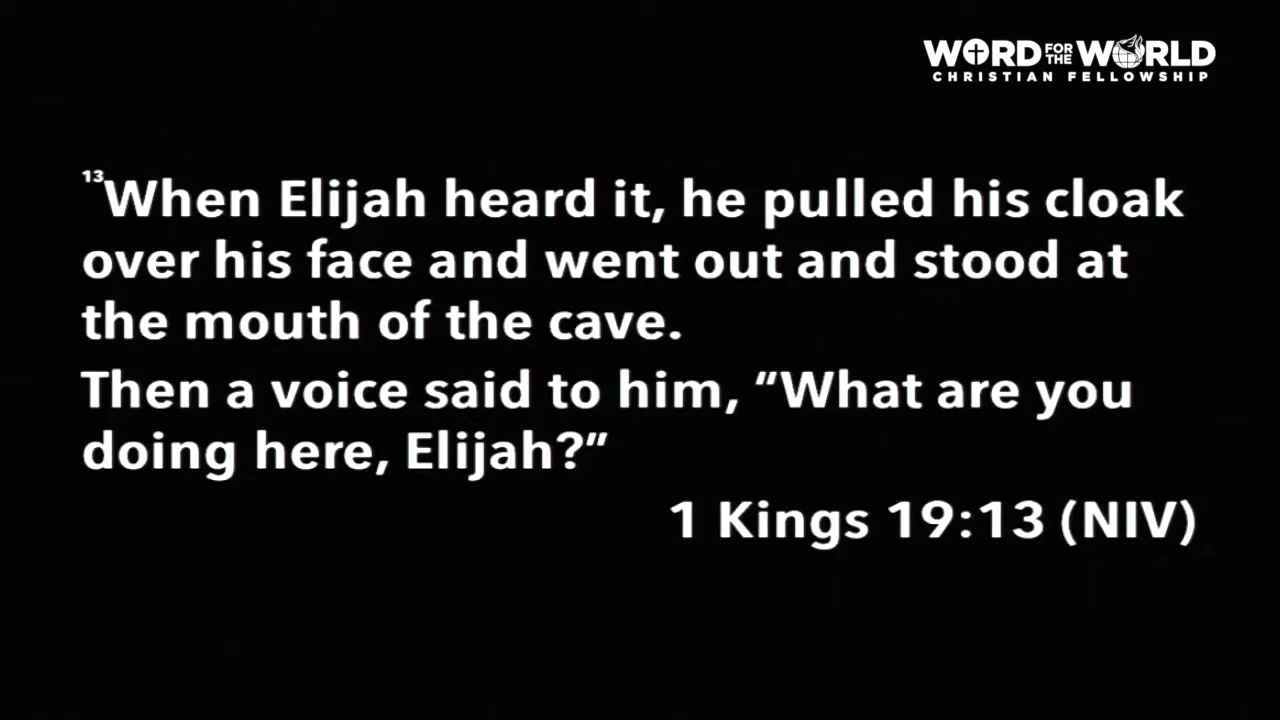 WORD FOR THE WORLD
CHRISTIAN FELLOWSHIP
13When Elijah heard it, he pulled his cloak
over his face and went out and stood at
the mouth of the cave.
Then a voice said to him, “What are you
doing here, Elijah?”
1 Kings 19:13 (NIV)